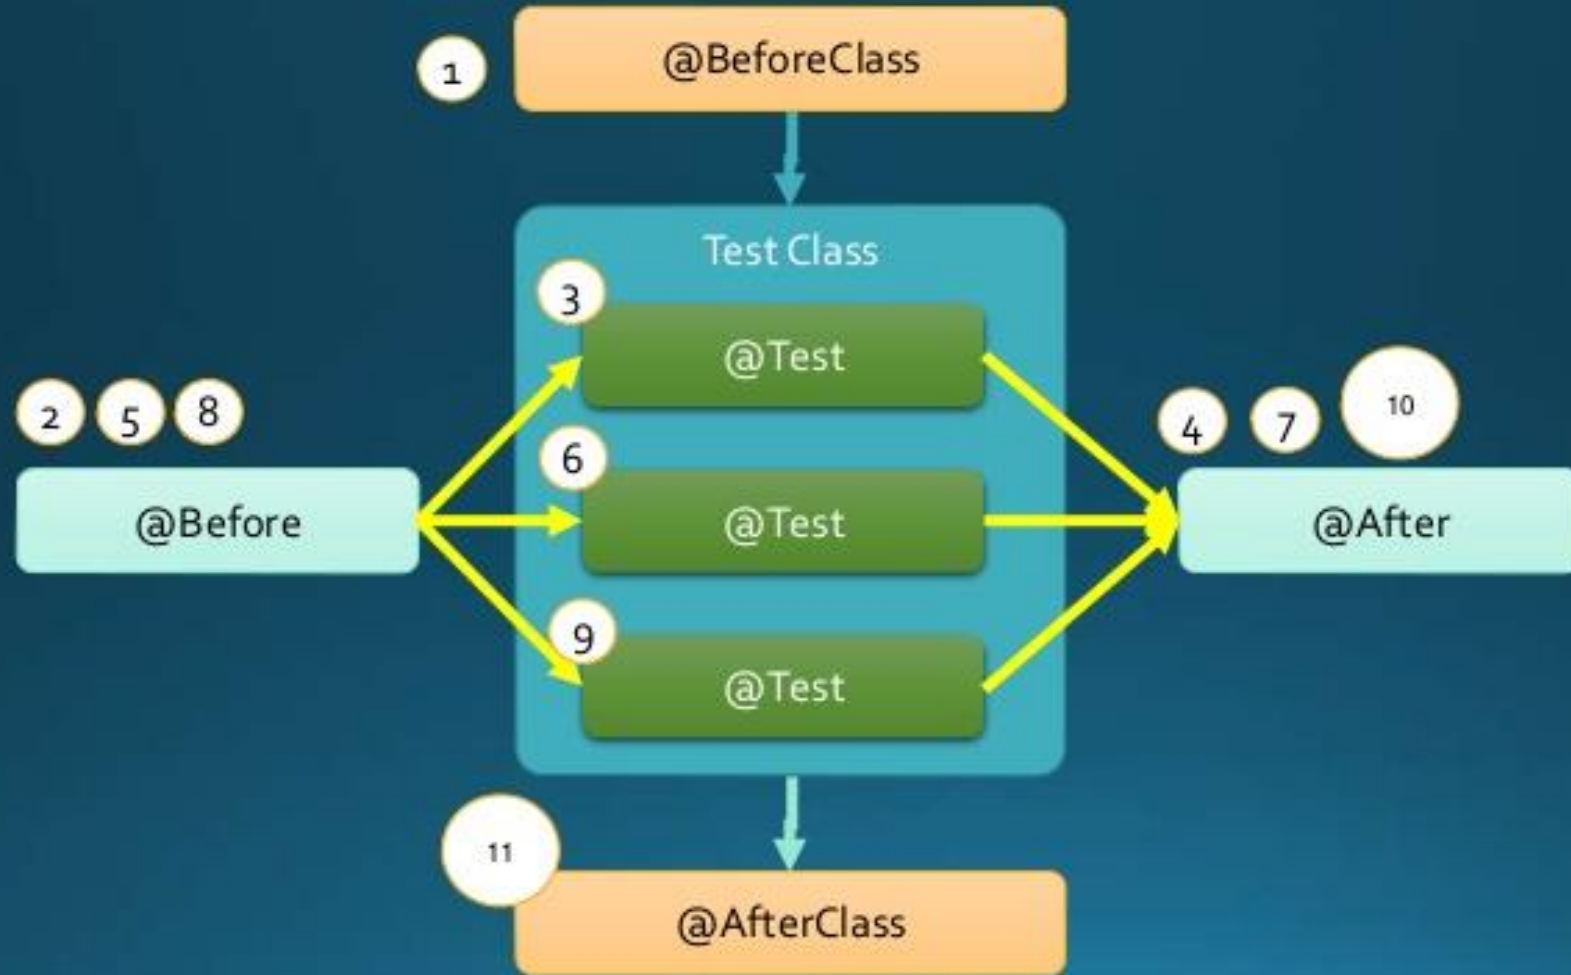 1
@BeforeClass
Test Class
3
@Test
2 5 8
4 7 10
6
@Before
@Test
@After
9
@Test
11
@AfterClass